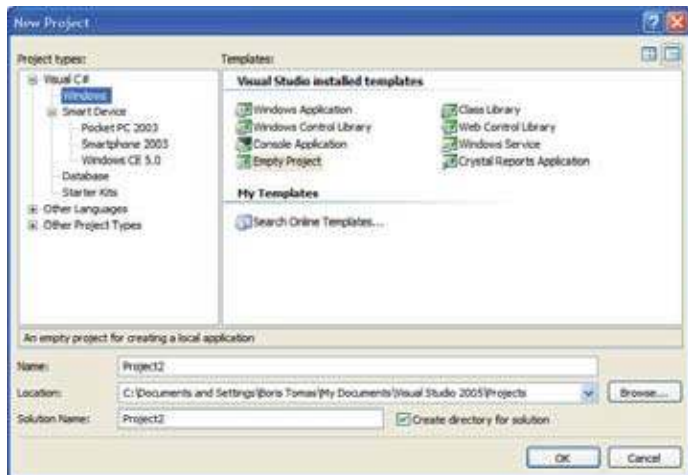 New Project
Project types:
Templates:
Visual C#
Windows
Smart Device
Pocket PC 2003
Smartphone 2003
Windows CE 5.0
Database
Starter Kits
Other Languages
Other Project Types
Visual Studio installed templates
Windows Application
Class Library
Windows Control Library
Web Control Library
Console Application
Windows Service
Empty Project
Crystal Reports Application
My Templates
Search Online Templates...
An empty project for creating a local application
Name:
Project2
Location:
C:\Documents and Settings\Boris Tomas\My Documents\Visual Studio 2005\Projects
Browse...
Solution Name:
Project2
Create directory for solution
OK
Cancel